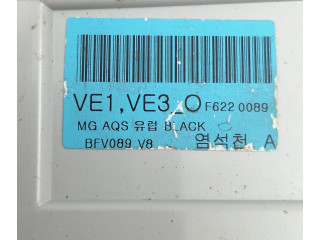 VE1,VE3_O F622 0089
MG AQS 유럽 BLACK
BFV089 V8 염석천 A